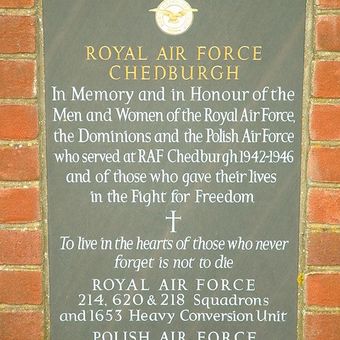 ROYAL AIR FORCE
CHEDBURGH
In Memory and in Honour of the
Men and Women of the Royal Air Force,
the Dominions and the Polish Air Force
who served at RAF Chedburgh 1942-1946
and of those who gave their lives
in the Fight for Freedom
To live in the hearts of those who never
forget is not to die
ROYAL AIR FORCE
214, 620 & 218 Squadrons
and 1653 Heavy Conversion Unit
POLISH AIR FORCE